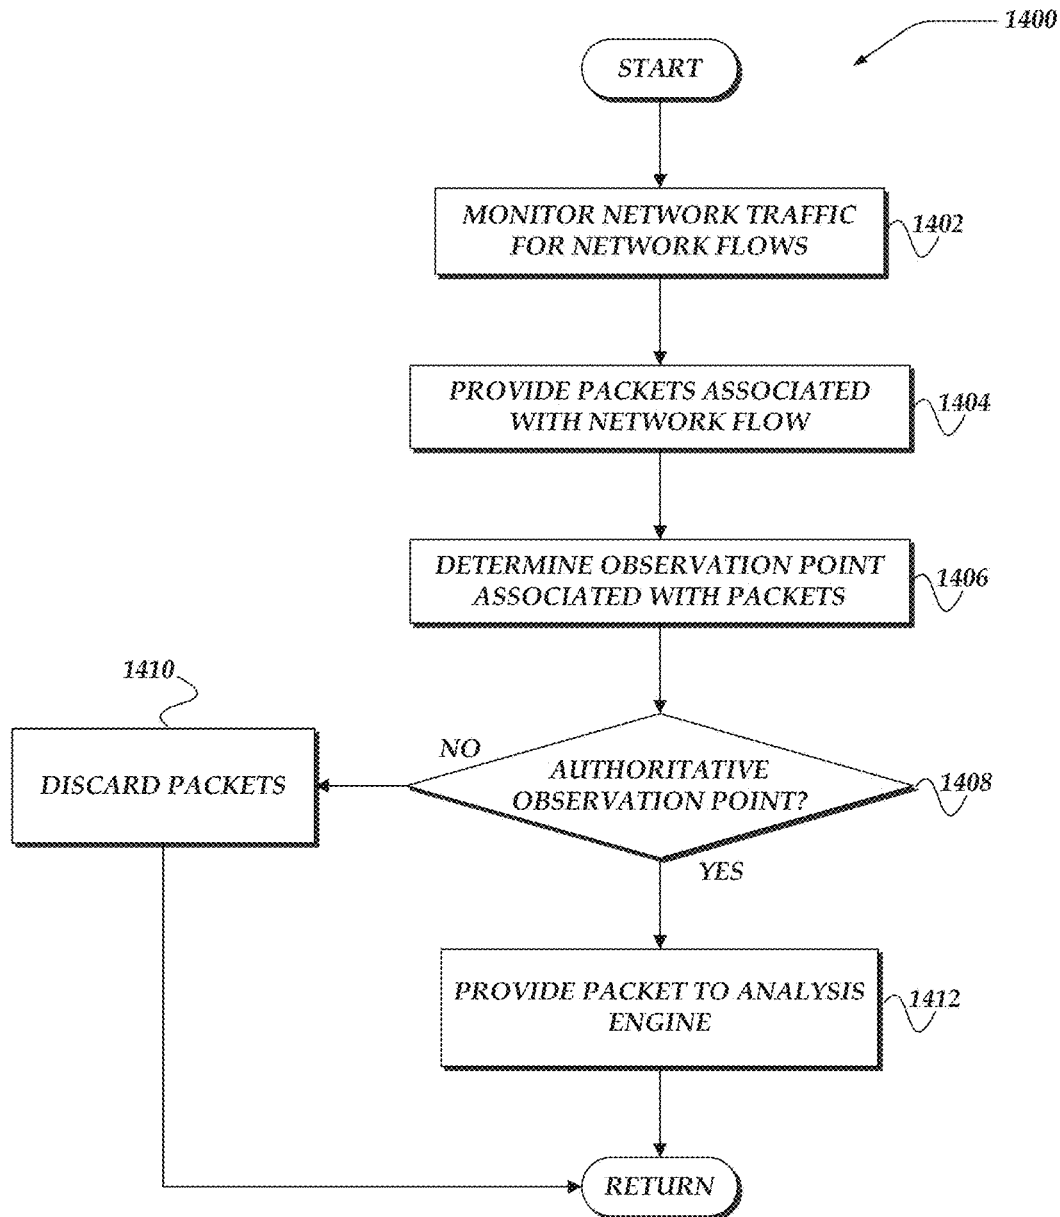 1400
START
MONITOR NETWORK TRAFFIC
FOR NETWORK FLOWS
1402
PROVIDE PACKETS ASSOCIATED
WITH NETWORK FLOW
1404
DETERMINE OBSERVATION POINT
ASSOCIATED WITH PACKETS
1406
1410
DISCARD PACKETS
NO
AUTHORITATIVE
OBSERVATION POINT?
1408
YES
PROVIDE PACKET TO ANALYSIS
ENGINE
1412
RETURN